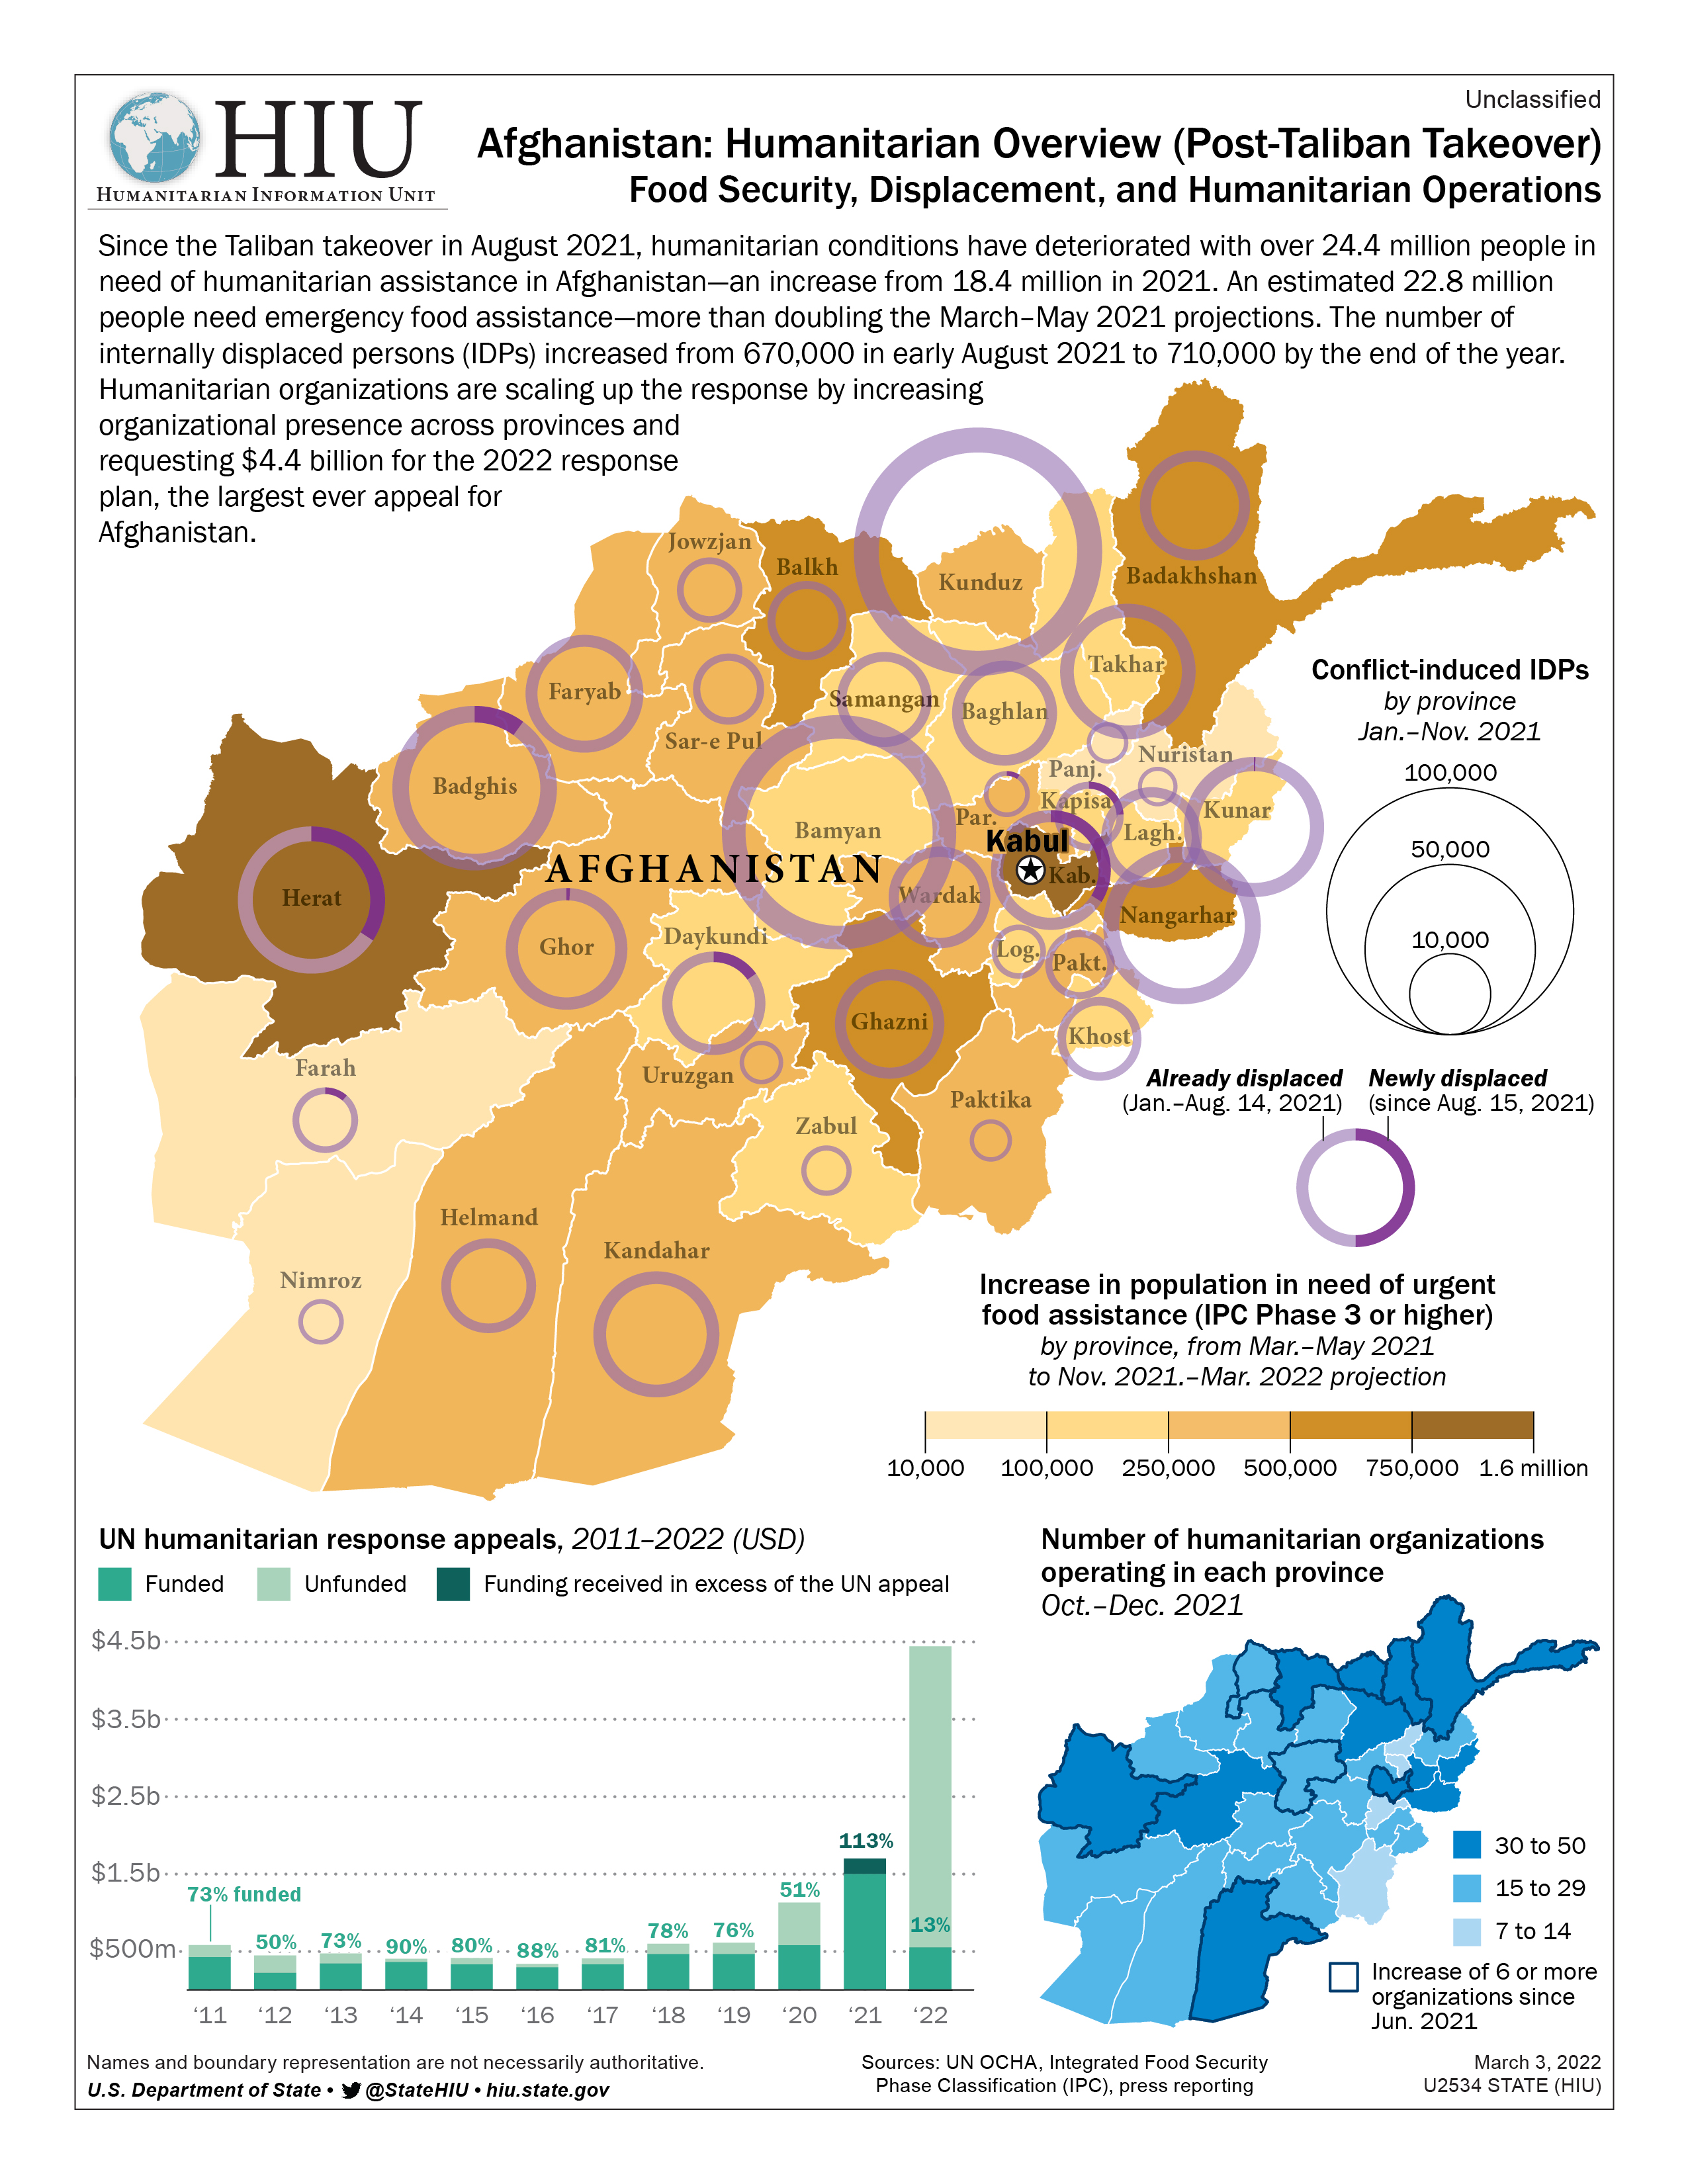 Unclassified
HIU
HUMANITARIAN INFORMATION UNIT
Afghanistan: Humanitarian Overview (Post-Taliban Takeover)
Food Security, Displacement, and Humanitarian Operations
Since the Taliban takeover in August 2021, humanitarian conditions have deteriorated with over 24.4 million people in
need of humanitarian assistance in Afghanistan—an increase from 18.4 million in 2021. An estimated 22.8 million
people need emergency food assistance—more than doubling the March–May 2021 projections. The number of
internally displaced persons (IDPs) increased from 670,000 in early August 2021 to 710,000 by the end of the year.
Humanitarian organizations are scaling up the response by increasing
organizational presence across provinces and
requesting $4.4 billion for the 2022 response
plan, the largest ever appeal for
Afghanistan.
Jowzjan
Balkh
Kunduz
Badakhshan
Takhar
Faryab
Samangan
Baghlan
Sar-e Pul
Nuristan
Panj.
Badghis
Kapisa
Kunar
Par.
Bamyan
Lagh.
Kabul
AFGHANISTAN
Kab.
Herat
Wardak
Nangarhar
Daykundi
Ghor
Log.
Pakt.
Ghazni
Khost
Farah
Uruzgan
Paktika
Zabul
Helmand
Kandahar
Nimroz
Conflict-induced IDPs
by province
Jan.–Nov. 2021
100,000
50,000
10,000
Already displaced
(Jan.–Aug. 14, 2021)
Newly displaced
(since Aug. 15, 2021)
Increase in population in need of urgent
food assistance (IPC Phase 3 or higher)
by province, from Mar.–May 2021
to Nov. 2021.–Mar. 2022 projection
10,000 100,000 250,000 500,000 750,000 1.6 million
UN humanitarian response appeals, 2011–2022 (USD)
Funded Unfunded Funding received in excess of the UN appeal
$4.5b
$3.5b
$2.5b
$1.5b
$500m
73% funded
50%
73%
90%
80%
88%
81%
78%
76%
51%
113%
13%
‘11 ‘12 ‘13 ‘14 ‘15 ‘16 ‘17 ‘18 ‘19 ‘20 ‘21 ‘22
Number of humanitarian organizations
operating in each province
Oct.–Dec. 2021
30 to 50
15 to 29
7 to 14
Increase of 6 or more
organizations since
Jun. 2021
Names and boundary representation are not necessarily authoritative.
U.S. Department of State • @StateHIU • hiu.state.gov
Sources: UN OCHA, Integrated Food Security
Phase Classification (IPC), press reporting
March 3, 2022
U2534 STATE (HIU)